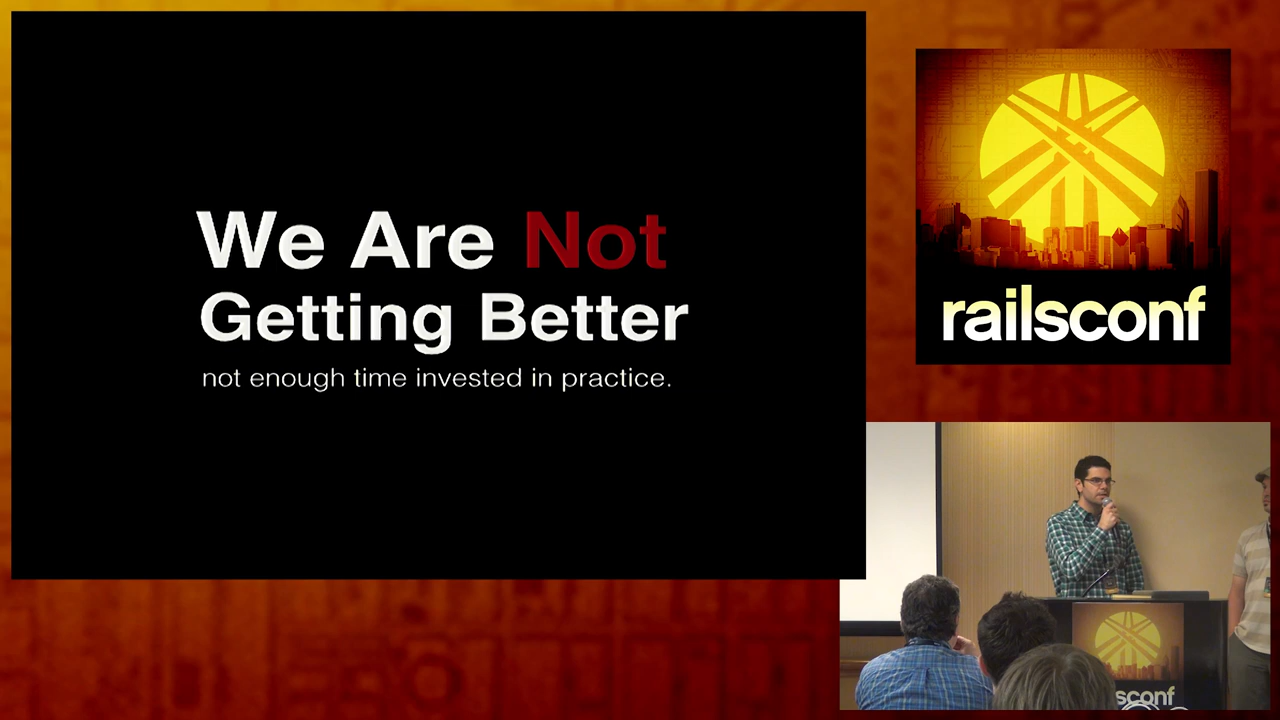 We Are Not
Getting Better
not enough time invested in practice.
railsconf
sconf